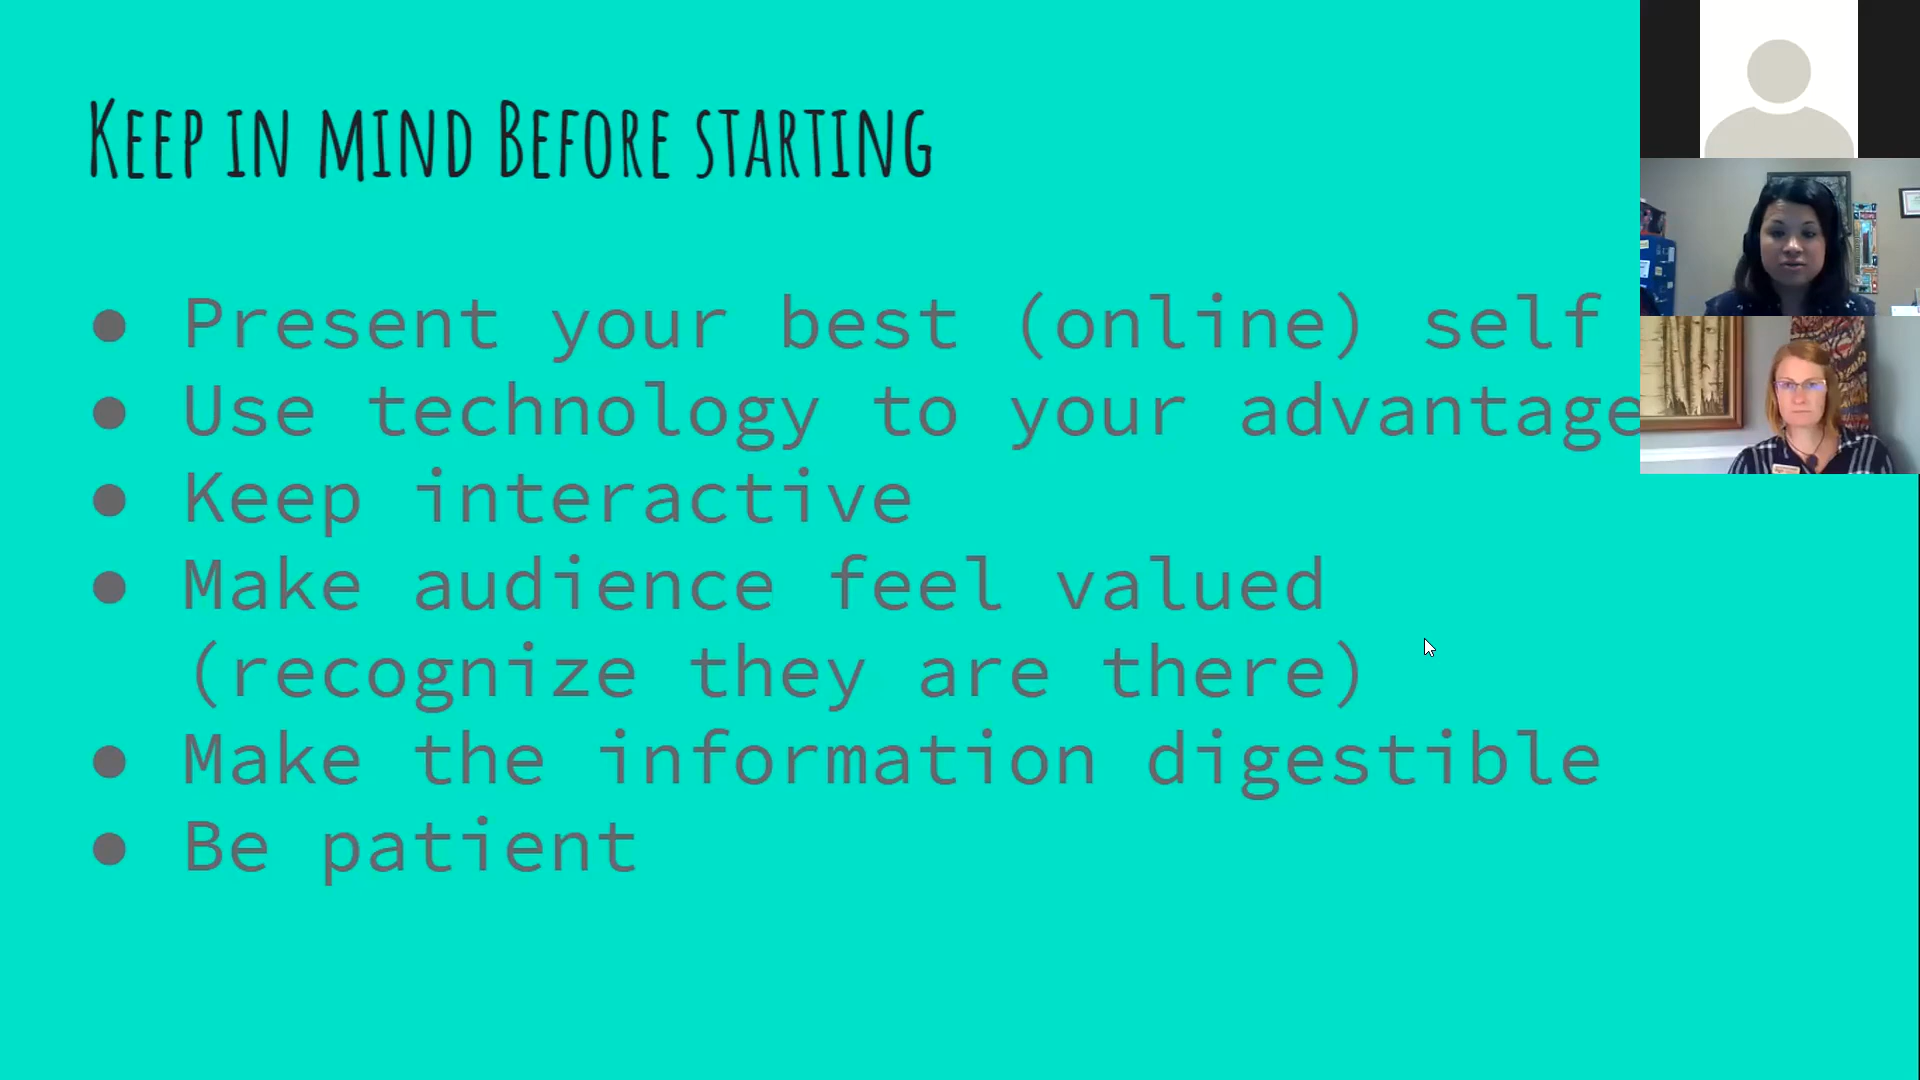 Keep in mind Before starting
● Present your best (online) self
● Use technology to your advantage
● Keep interactive
● Make audience feel valued
(recognize they are there)
● Make the information digestible
● Be patient